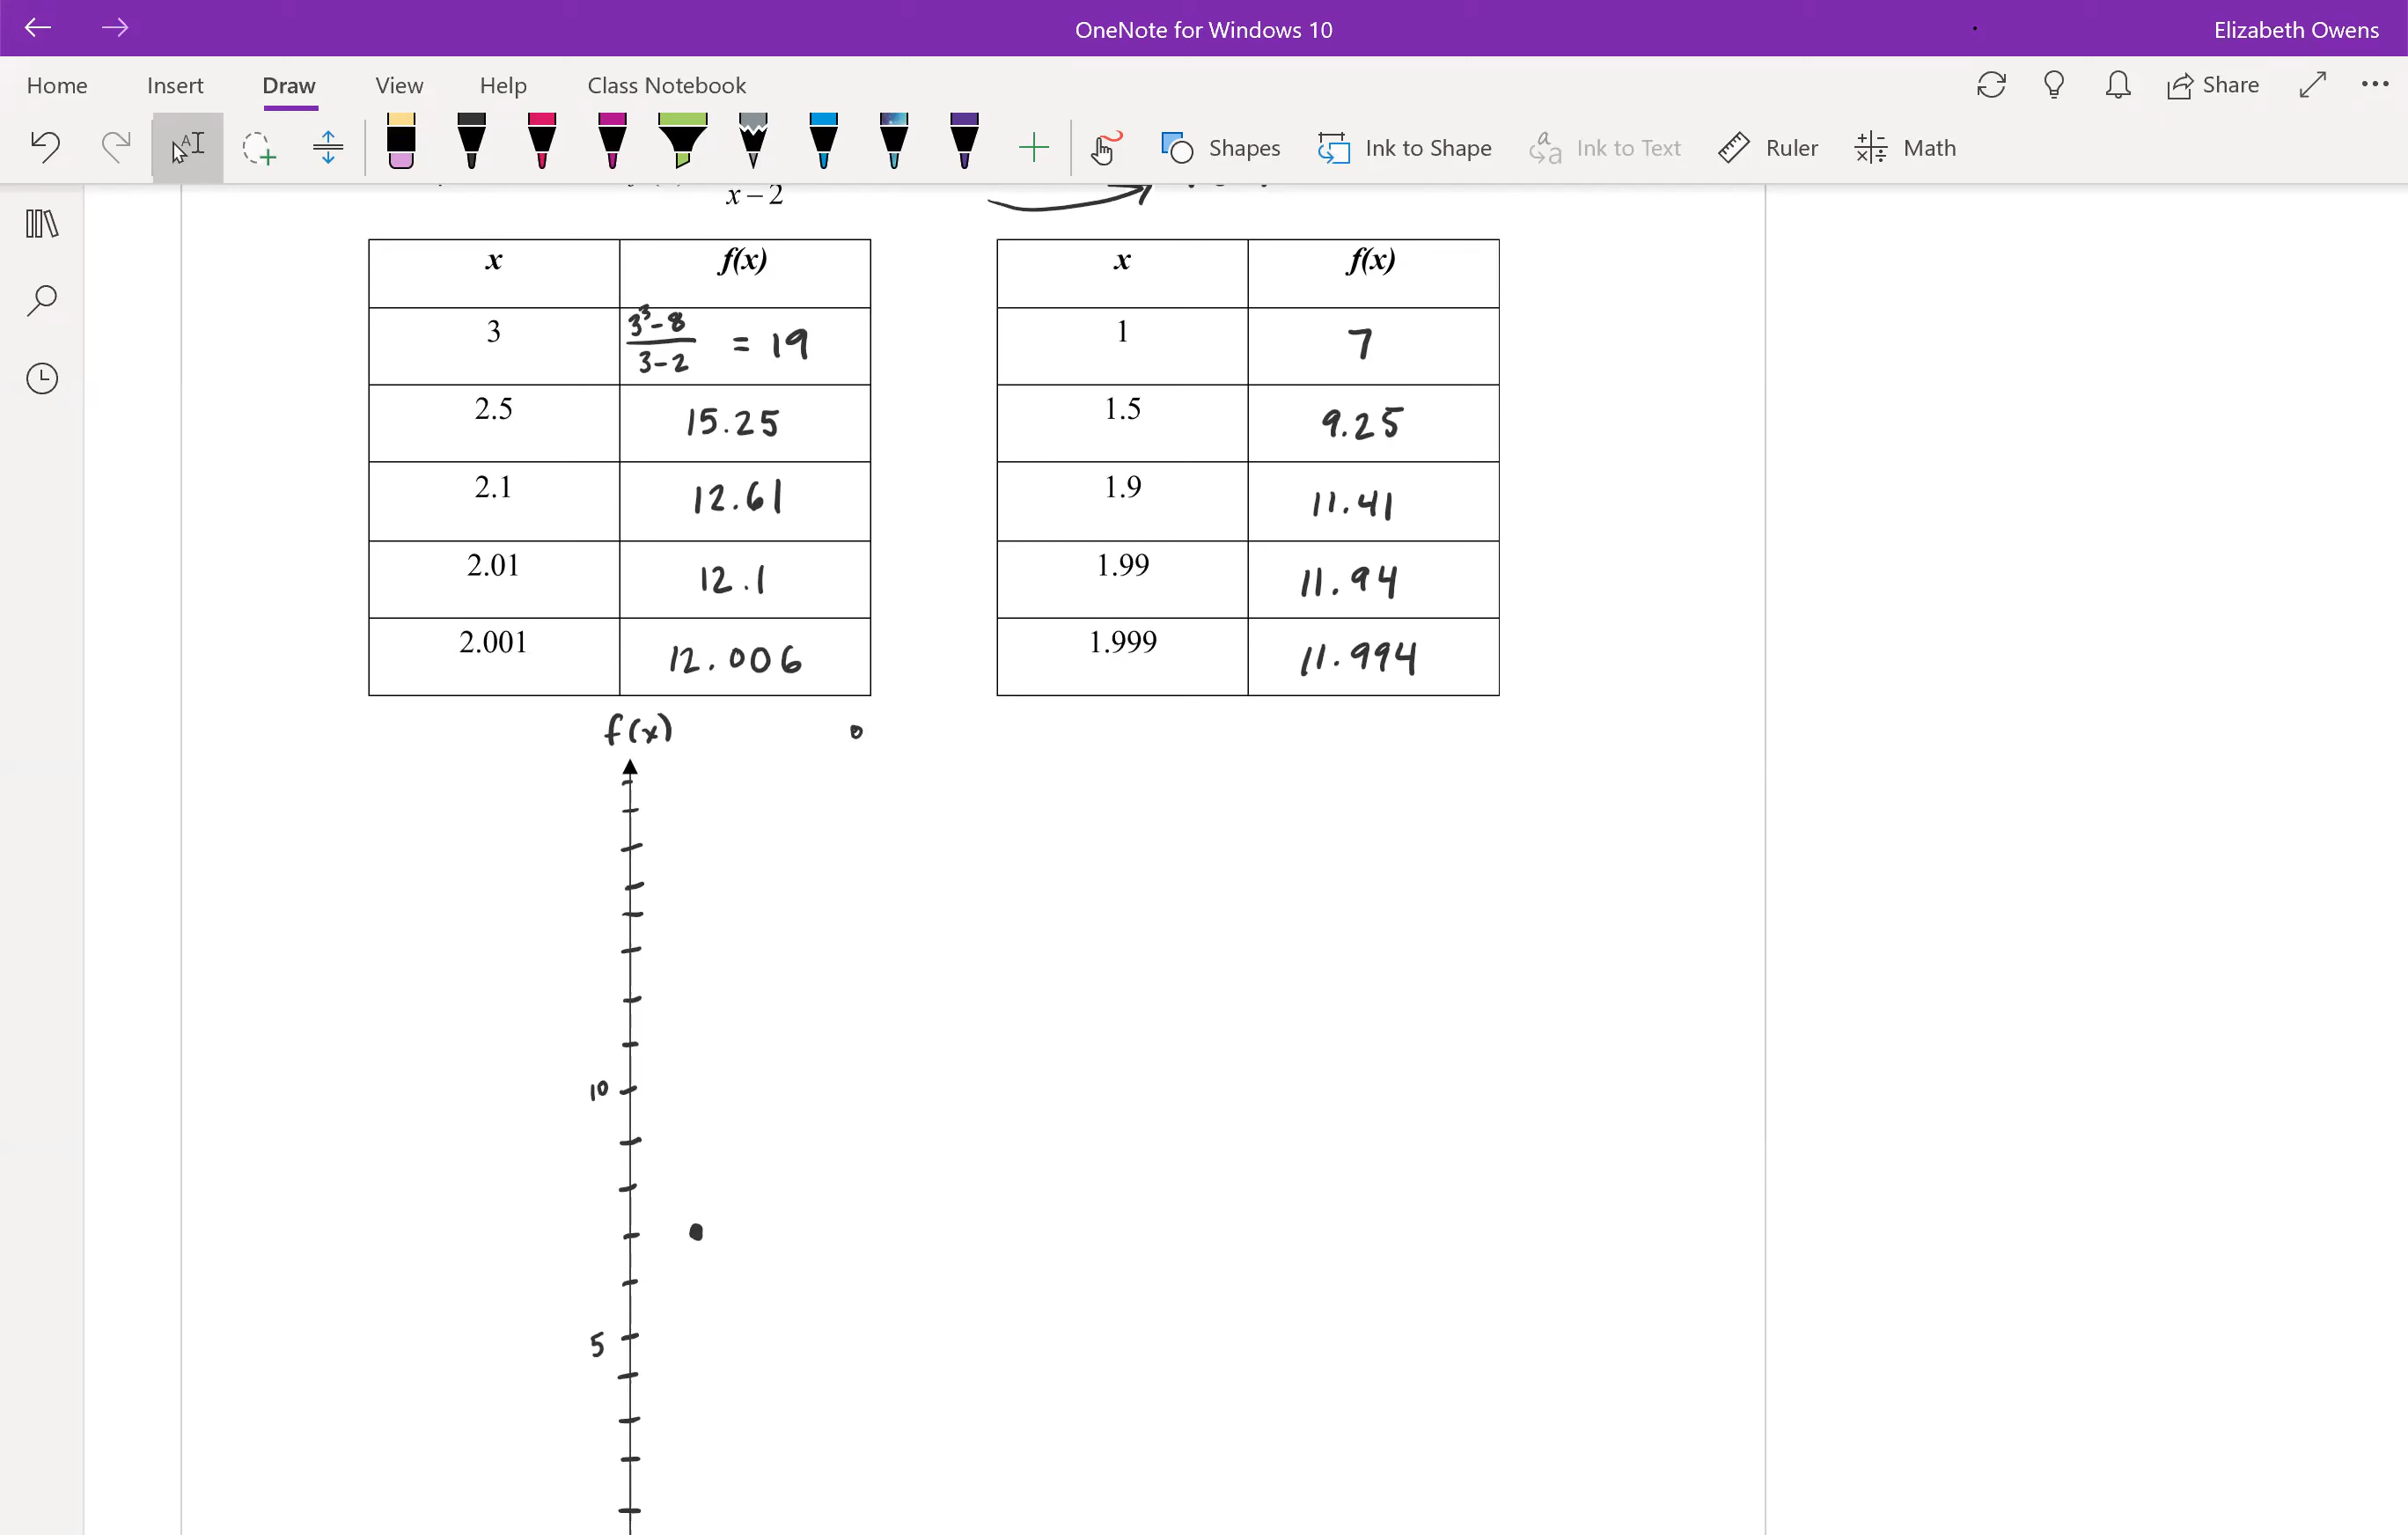 OneNote for Windows 10
Elizabeth Owens
Home Insert Draw View Help Class Notebook Share
Shapes Ink to Shape Ink to Text Ruler Math
x – 2
x f(x) x f(x)
3 3³-8 / 3-2 = 19 1 7
2.5 15.25 1.5 9.25
2.1 12.61 1.9 11.41
2.01 12.1 1.99 11.94
2.001 12.006 1.999 11.994
f(x)
10
5